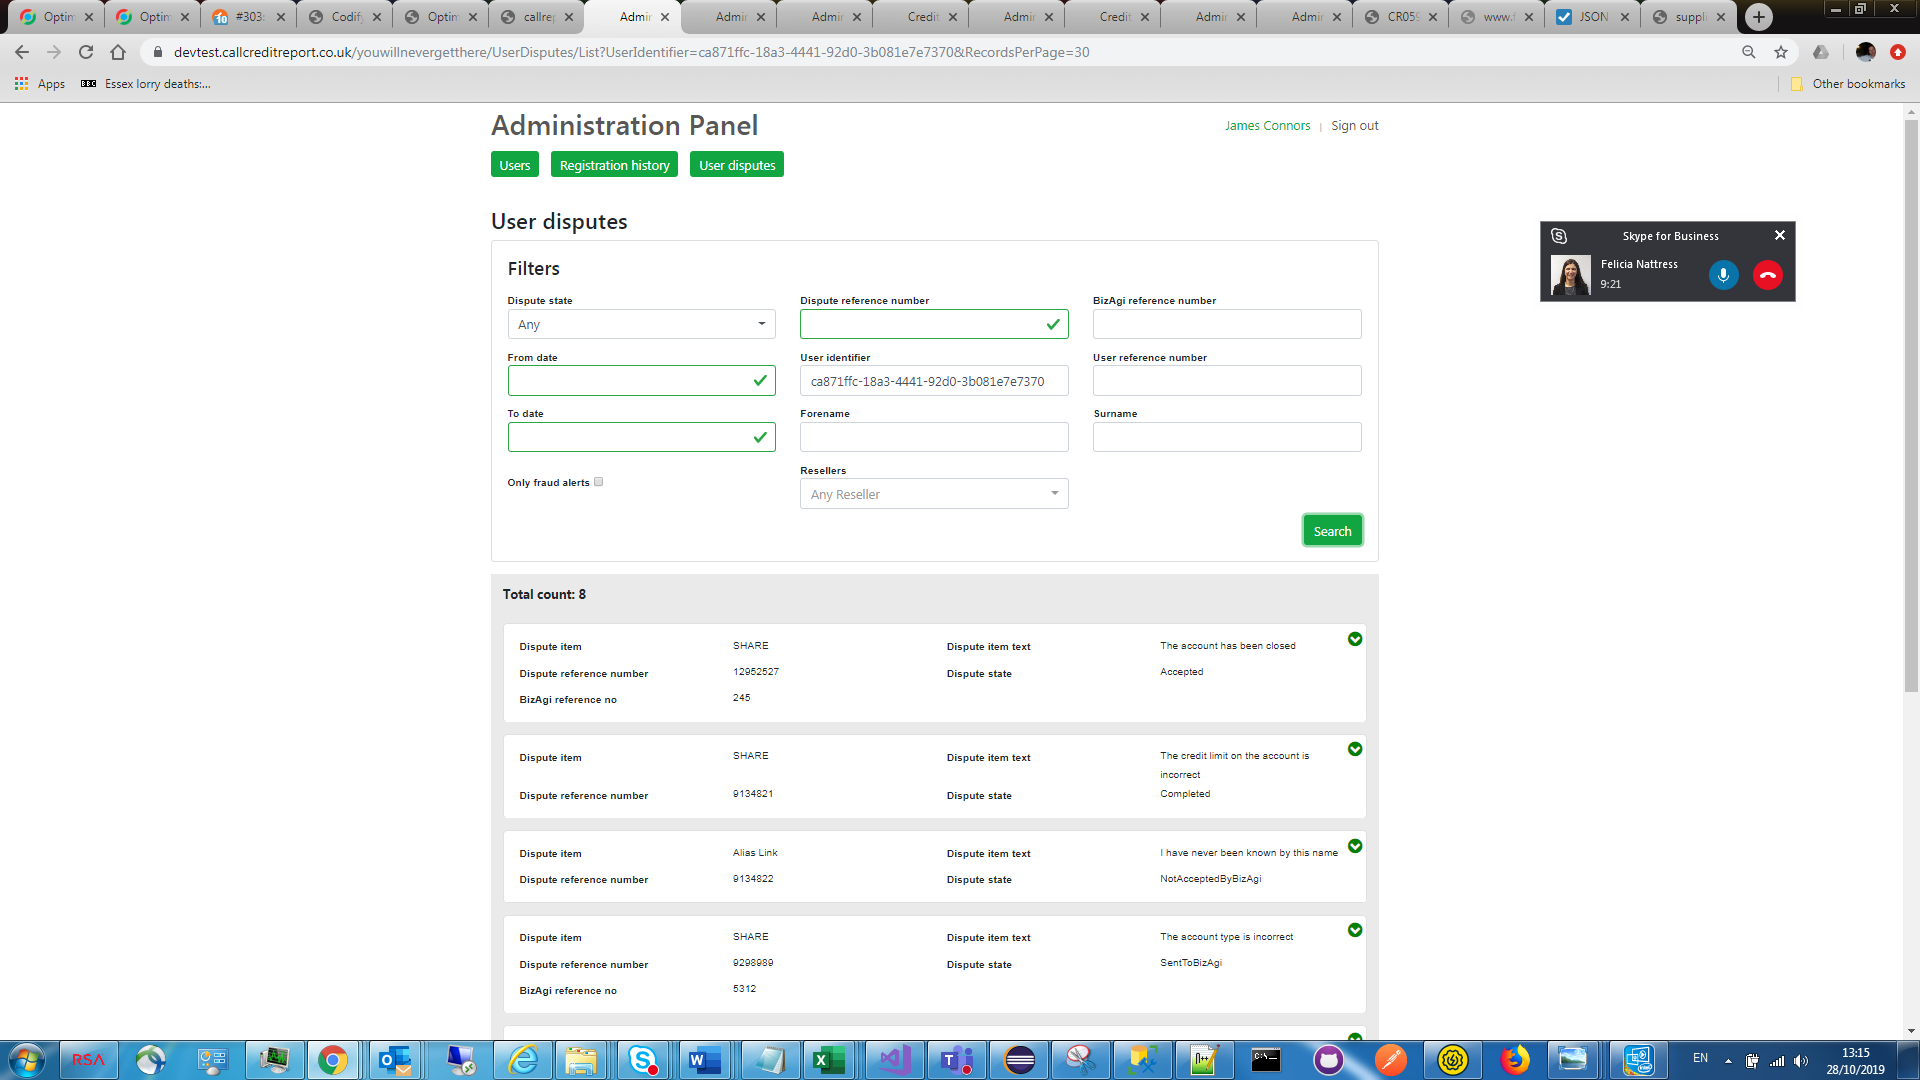 Optim
Optim
#303:
Codify
Optim
callrep
Admir
Admir
Admir
Credit
Admir
Credit
Admir
Admir
CR059
www.f
JSON
suppli
devtest.callcreditreport.co.uk/youwillnevergetthere/UserDisputes/List?UserIdentifier=ca871ffc-18a3-4441-92d0-3b081e7e7370&RecordsPerPage=30
Apps
BBC
Essex lorry deaths:...
Other bookmarks
Administration Panel
James Connors | Sign out
Users
Registration history
User disputes
User disputes
Skype for Business
Felicia Nattress
9:21
Filters
Dispute state
Dispute reference number
BizAgi reference number
Any
From date
User identifier
User reference number
ca871ffc-18a3-4441-92d0-3b081e7e7370
To date
Forename
Surname
Only fraud alerts
Resellers
Any Reseller
Search
Total count: 8
Dispute item SHARE Dispute item text The account has been closed
Dispute reference number 12952527 Dispute state Accepted
BizAgi reference no 245
Dispute item SHARE Dispute item text The credit limit on the account is
incorrect
Dispute reference number 9134821 Dispute state Completed
Dispute item Alias Link Dispute item text I have never been known by this name
Dispute reference number 9134822 Dispute state NotAcceptedByBizAgi
Dispute item SHARE Dispute item text The account type is incorrect
Dispute reference number 9298989 Dispute state SentToBizAgi
BizAgi reference no 5312
RSA
EN
13:15
28/10/2019